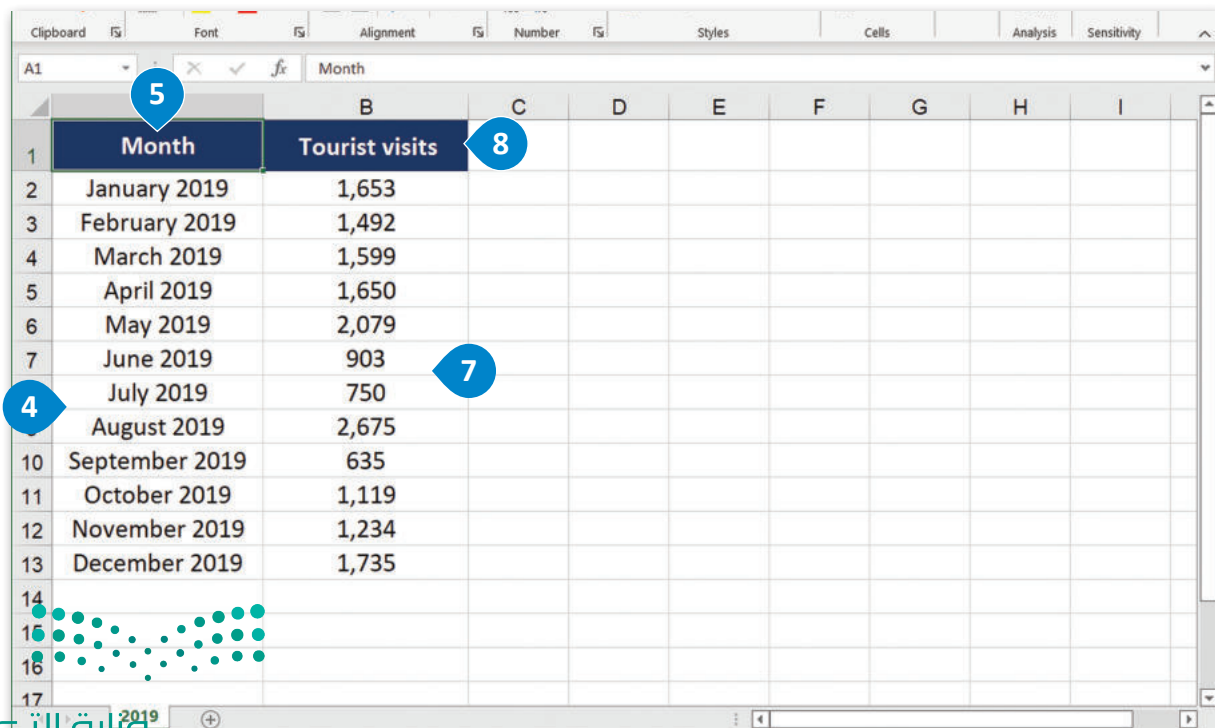 Clipboard Font Alignment Number Styles Cells Analysis Sensitivity
A1 fx Month
5
B C D E F G H I
1 Month Tourist visits 8
2 January 2019 1,653
3 February 2019 1,492
4 March 2019 1,599
5 April 2019 1,650
6 May 2019 2,079
7 June 2019 903
7
July 2019 750
4
August 2019 2,675
10 September 2019 635
11 October 2019 1,119
12 November 2019 1,234
13 December 2019 1,735
14
15
16
17
2019